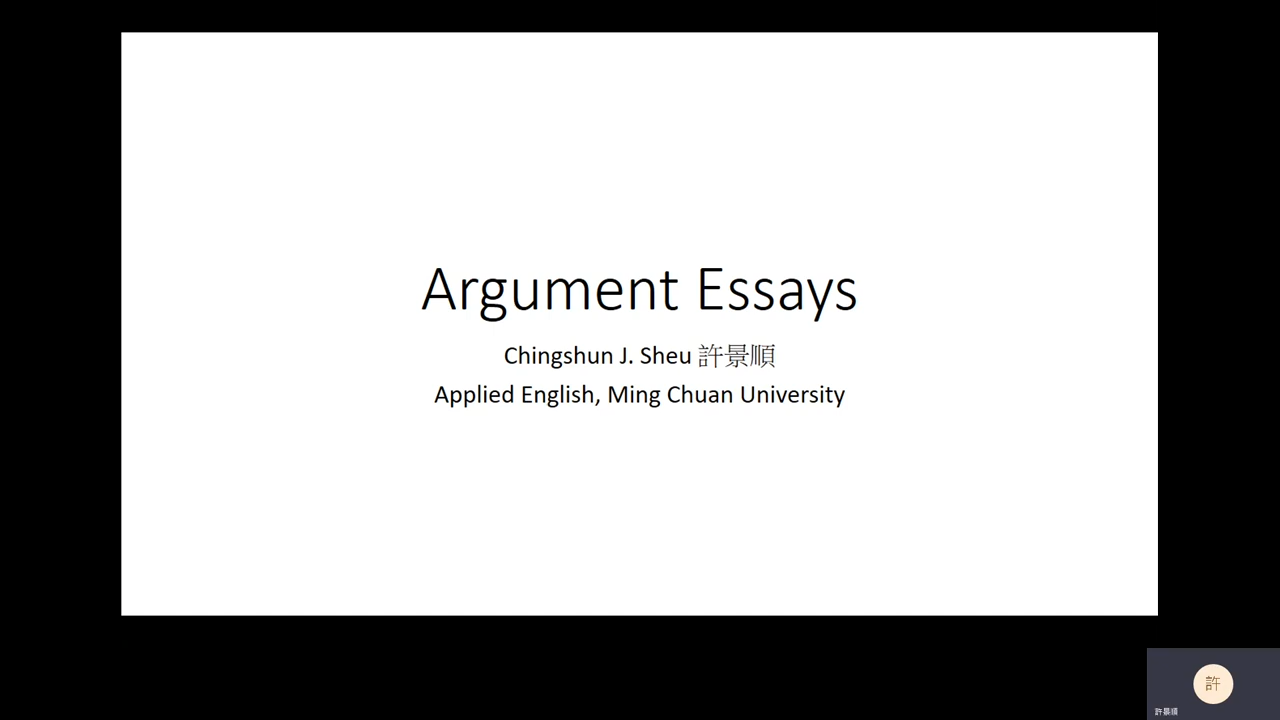 Argument Essays
Chingshun J. Sheu 許景順
Applied English, Ming Chuan University
許
許景順